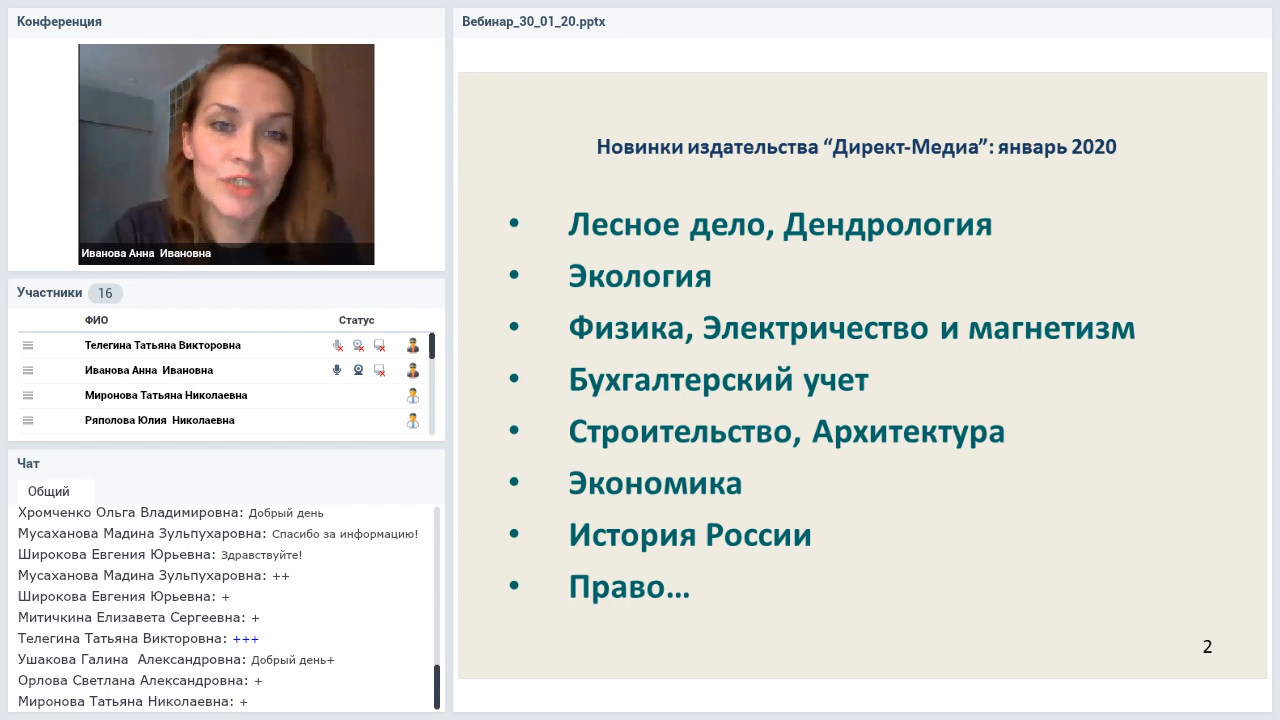 Конференция
Иванова Анна  Ивановна
Участники 16
ФИО Статус
Телегина Татьяна Викторовна
Иванова Анна  Ивановна
Миронова Татьяна Николаевна
Ряполова Юлия  Николаевна
Чат
Общий
Хромченко Ольга Владимировна: Добрый день
Мусаханова Мадина Зульпухаровна: Спасибо за информацию!
Широкова Евгения Юрьевна: Здравствуйте!
Мусаханова Мадина Зульпухаровна: ++
Широкова Евгения Юрьевна: +
Митичкина Елизавета Сергеевна: +
Телегина Татьяна Викторовна: +++
Ушакова Галина  Александровна: Добрый день+
Орлова Светлана Александровна: +
Миронова Татьяна Николаевна: +
Вебинар_30_01_20.pptx
Новинки издательства “Директ-Медиа”: январь 2020
• Лесное дело, Дендрология
• Экология
• Физика, Электричество и магнетизм
• Бухгалтерский учет
• Строительство, Архитектура
• Экономика
• История России
• Право...
2